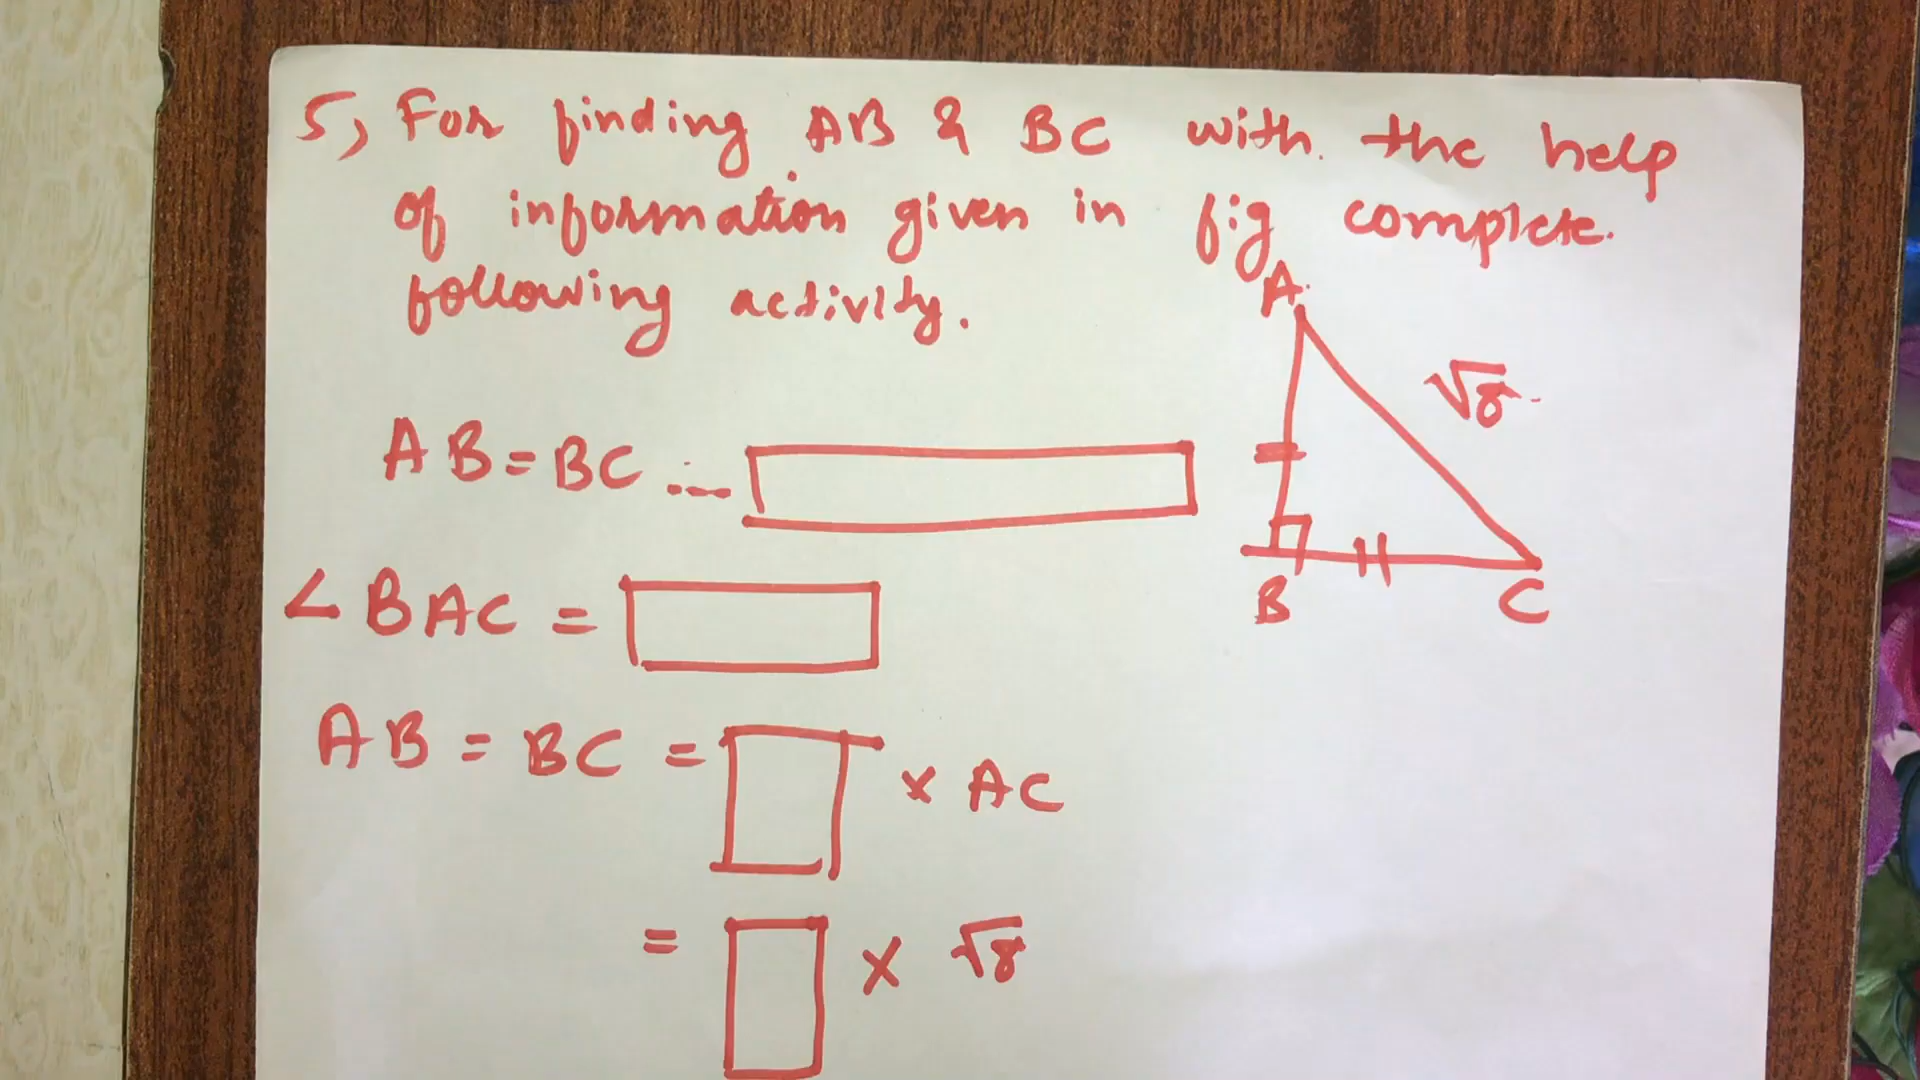 5, For finding AB & BC with the help
of information given in fig complete.
following activity.
A
√8
AB = BC ...
B
C
∠BAC =
AB = BC = × AC
= × √8